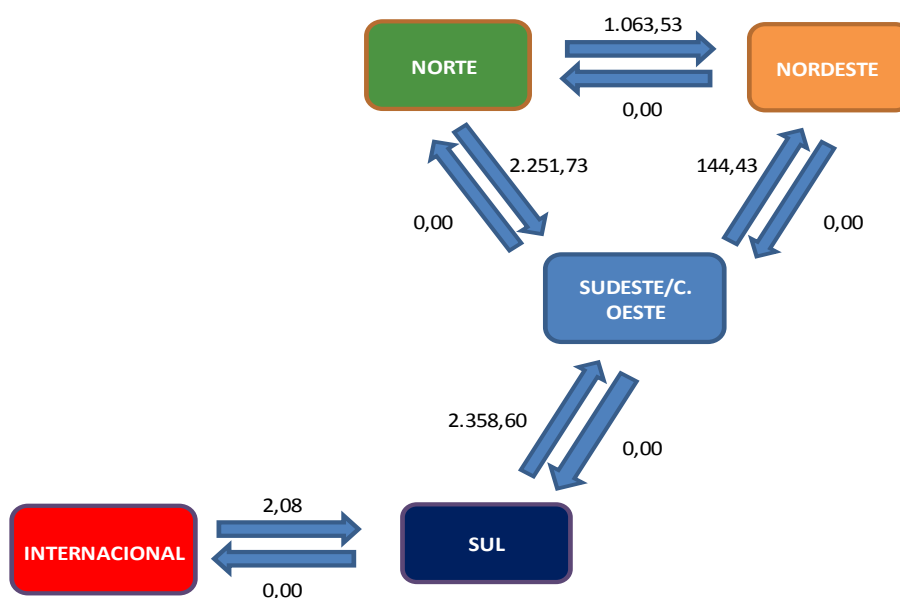 1.063,53
NORTE
NORDESTE
0,00
2.251,73
144,43
0,00
0,00
SUDESTE/C.
OESTE
2.358,60
0,00
2,08
INTERNACIONAL
SUL
0,00